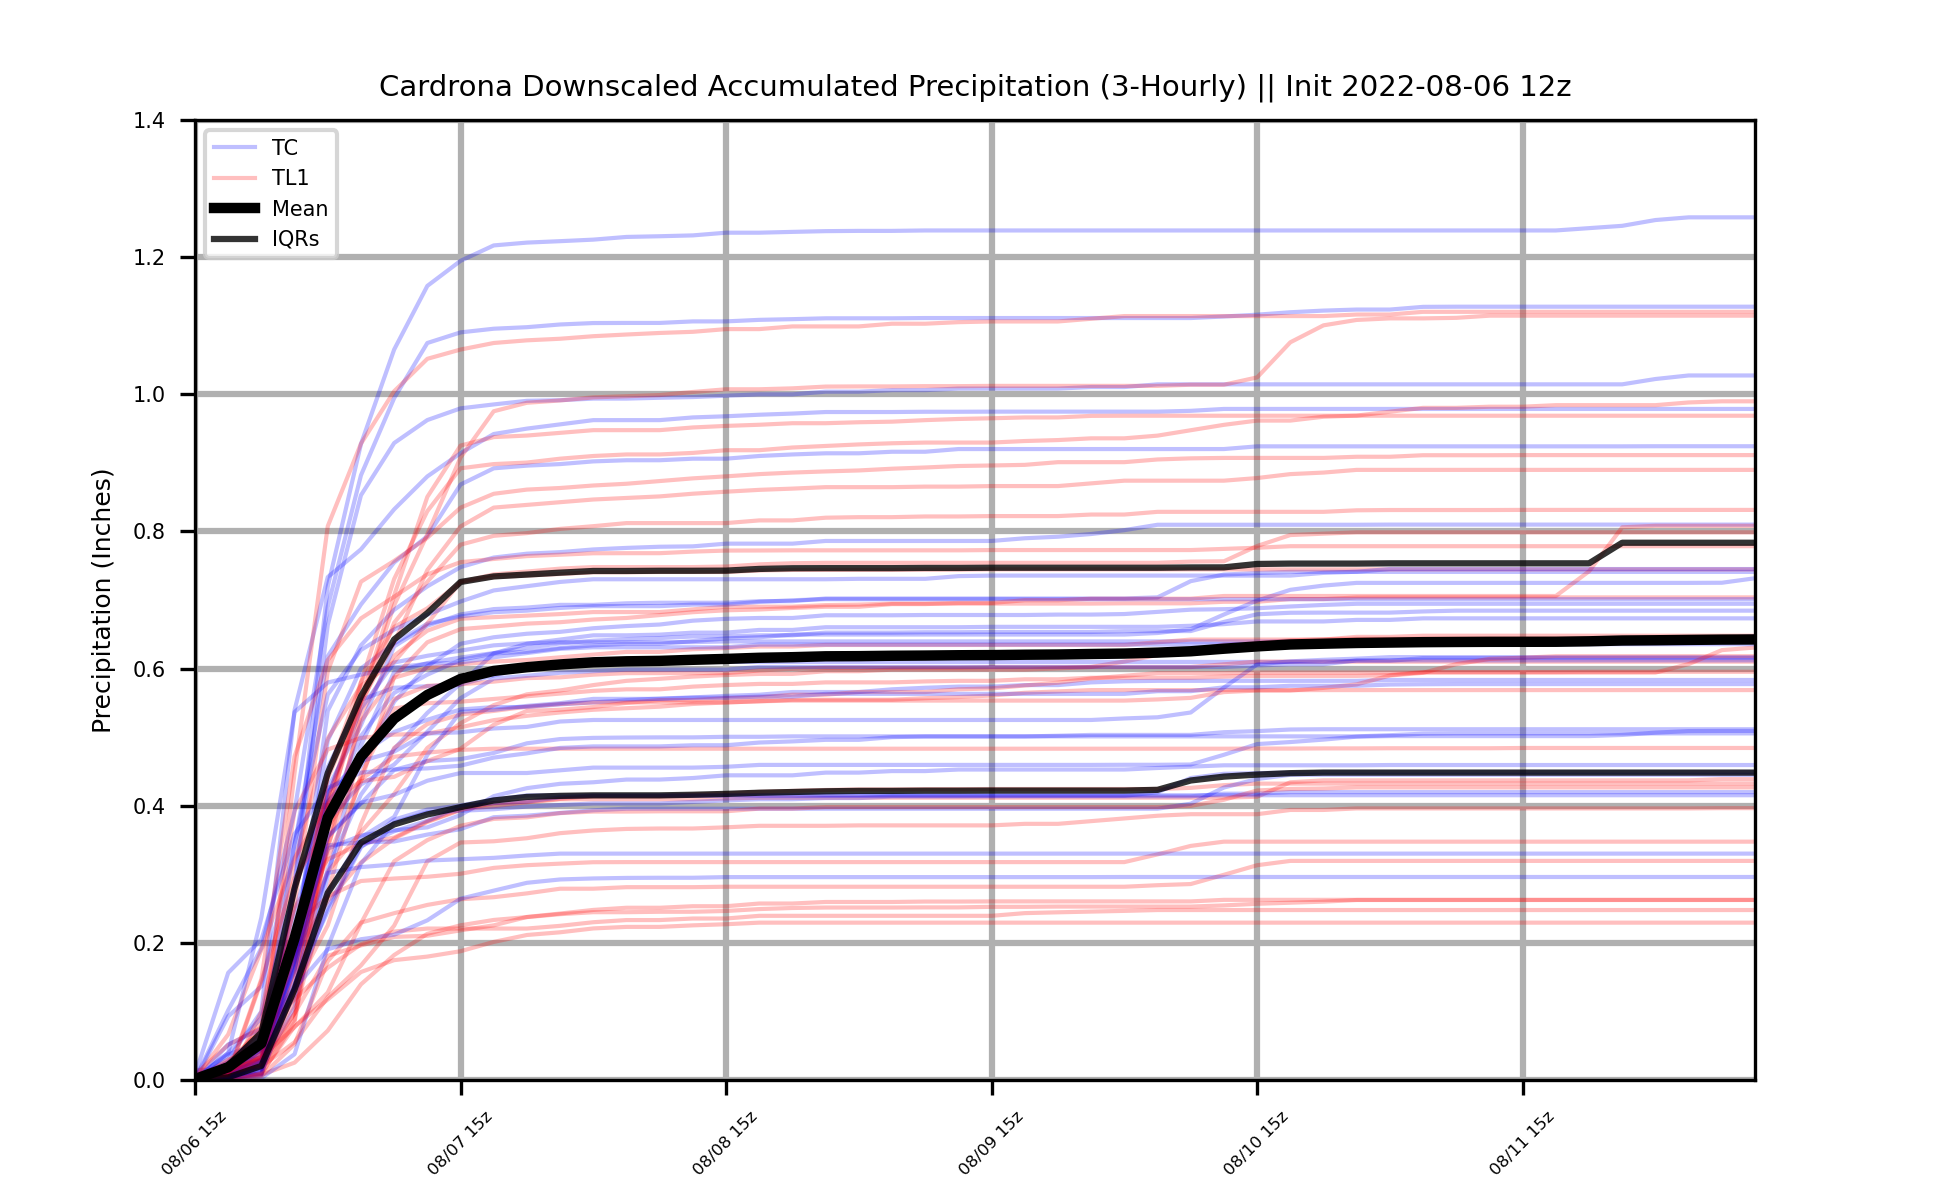 Cardrona Downscaled Accumulated Precipitation (3-Hourly) || Init 2022-08-06 12z
TC
TL1
Mean
IQRs
Precipitation (Inches)
1.4
1.2
1.0
0.8
0.6
0.4
0.2
0.0
08/06 15z
08/07 15z
08/08 15z
08/09 15z
08/10 15z
08/11 15z